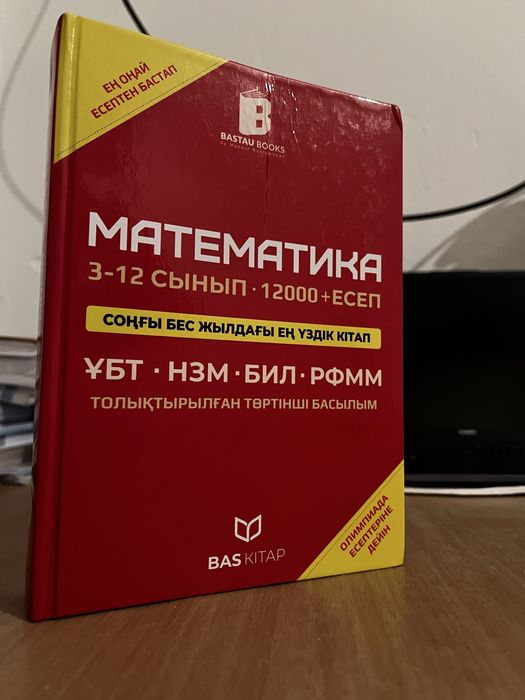 ЕҢ ОҢАЙ
ЕСЕПТЕН БАСТАП
B
BASTAU BOOKS
МАТЕМАТИКА
3-12 СЫНЫП · 12000+ЕСЕП
СОҢҒЫ БЕС ЖЫЛДАҒЫ ЕҢ ҮЗДІК КІТАП
ҰБТ · НЗМ · БИЛ · РФММ
ТОЛЫҚТЫРЫЛҒАН ТӨРТІНШІ БАСЫЛЫМ
ОЛИМПИАДА
ЕСЕПТЕРІНЕ
ДЕЙІН
BAS KITAP